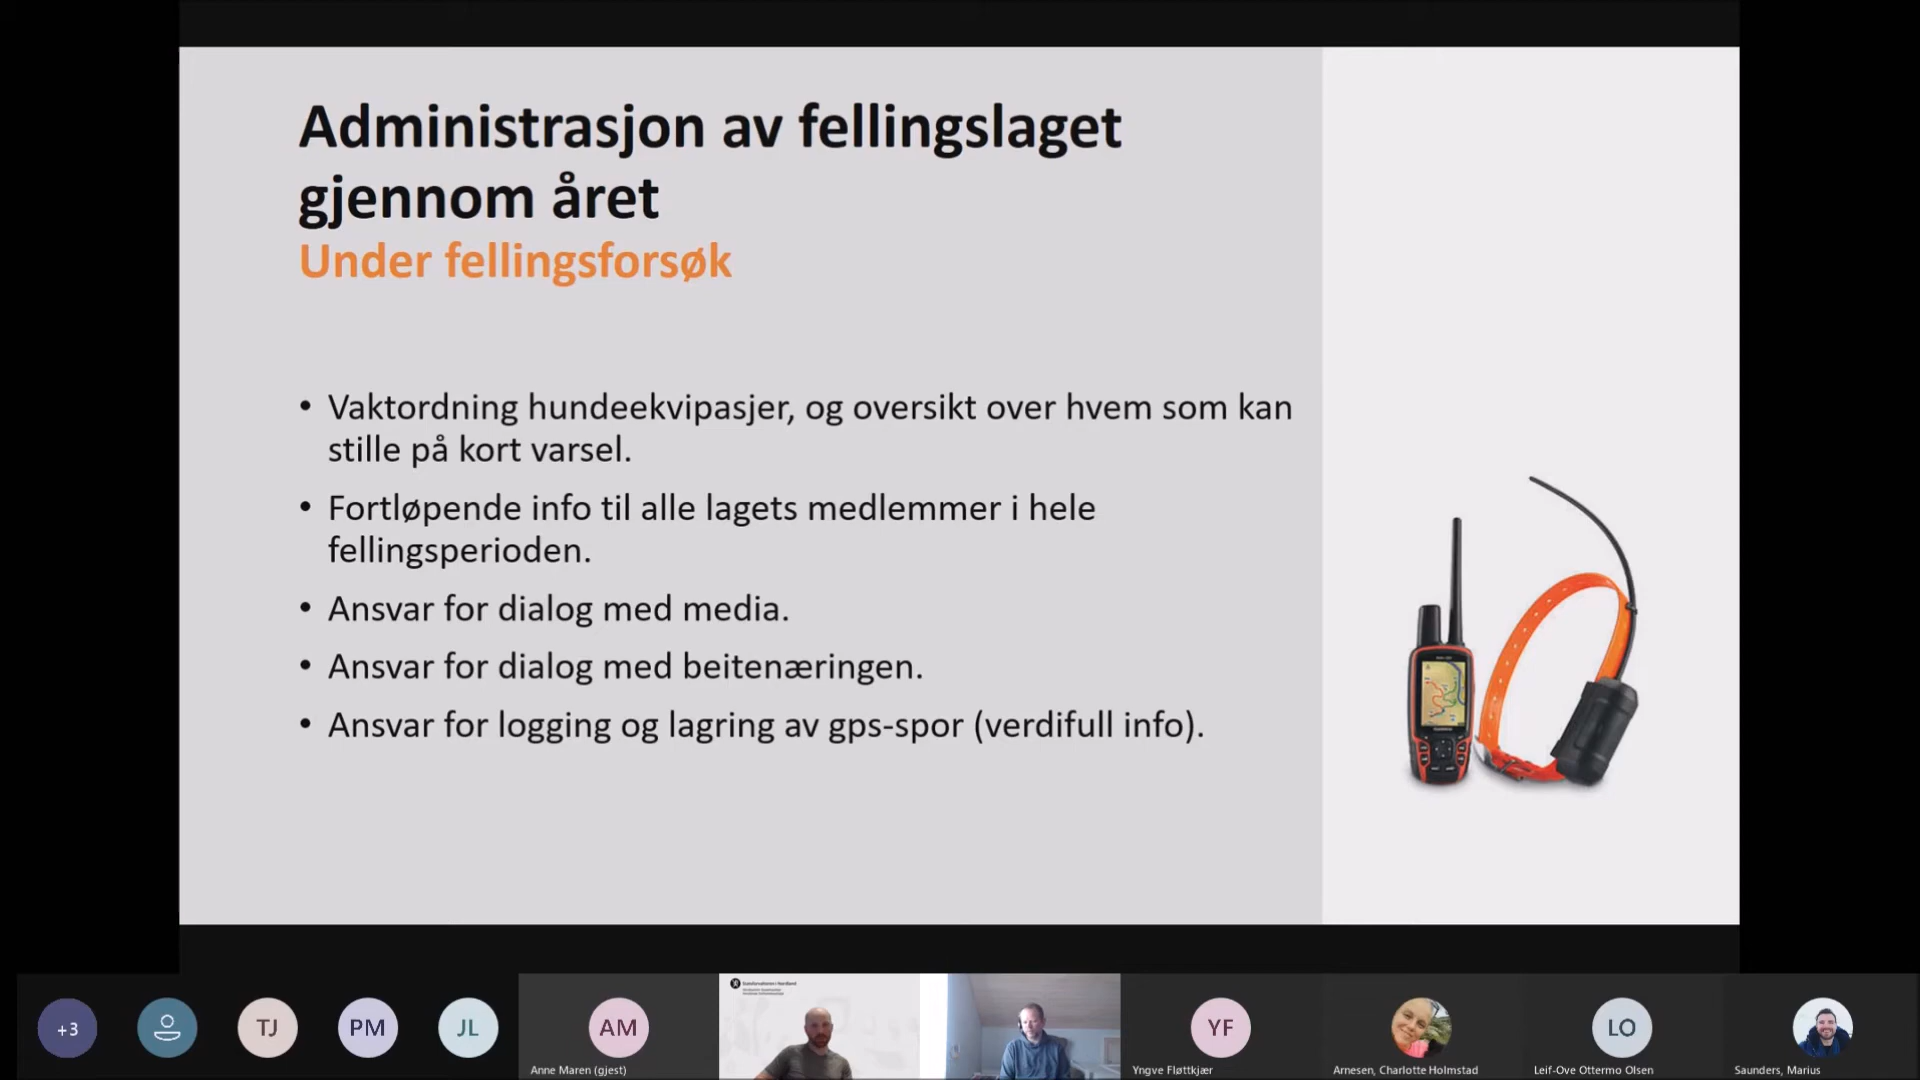 Administrasjon av fellingslaget
gjennom året
Under fellingsforsøk
• Vaktordning hundeekvipasjer, og oversikt over hvem som kan
stille på kort varsel.
• Fortløpende info til alle lagets medlemmer i hele
fellingsperioden.
• Ansvar for dialog med media.
• Ansvar for dialog med beitenæringen.
• Ansvar for logging og lagring av gps-spor (verdifull info).
+3
TJ
PM
JL
AM
Anne Maren (gjest)
Statsforvalteren i Nordland
YF
Yngve Fløttkjær
Arnesen, Charlotte Holmstad
LO
Leif-Ove Ottermo Olsen
Saunders, Marius